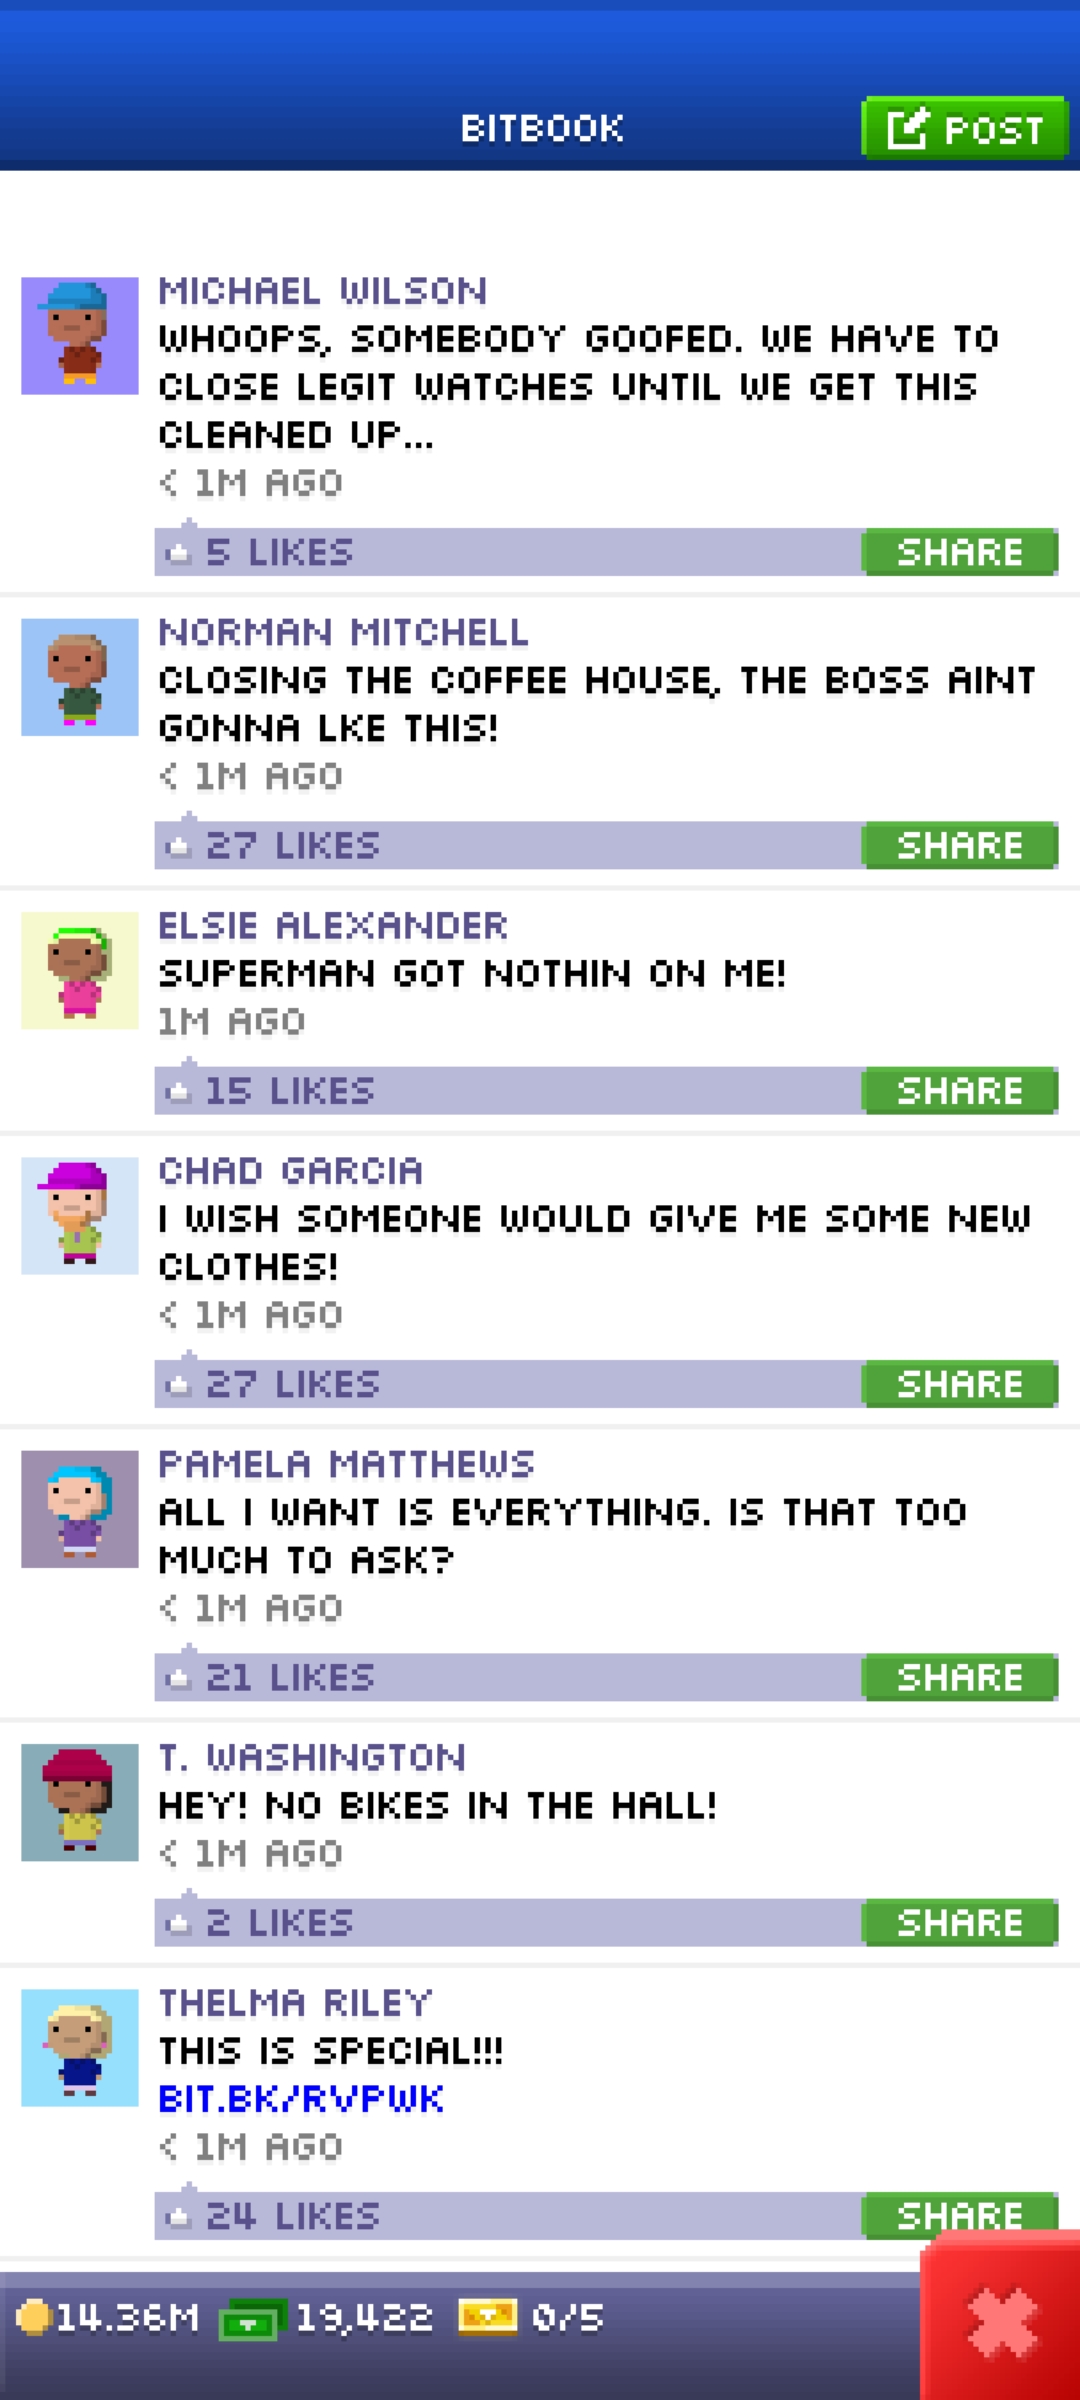 BITBOOK
POST
MICHAEL WILSON
WHOOPS, SOMEBODY GOOFED. WE HAVE TO
CLOSE LEGIT WATCHES UNTIL WE GET THIS
CLEANED UP...
< 1M AGO
5 LIKES
SHARE
NORMAN MITCHELL
CLOSING THE COFFEE HOUSE, THE BOSS AINT
GONNA LKE THIS!
< 1M AGO
27 LIKES
SHARE
ELSIE ALEXANDER
SUPERMAN GOT NOTHIN ON ME!
1M AGO
15 LIKES
SHARE
CHAD GARCIA
I WISH SOMEONE WOULD GIVE ME SOME NEW
CLOTHES!
< 1M AGO
27 LIKES
SHARE
PAMELA MATTHEWS
ALL I WANT IS EVERYTHING. IS THAT TOO
MUCH TO ASK?
< 1M AGO
21 LIKES
SHARE
T. WASHINGTON
HEY! NO BIKES IN THE HALL!
< 1M AGO
2 LIKES
SHARE
THELMA RILEY
THIS IS SPECIAL!!!
BIT.BK/RVPWK
< 1M AGO
24 LIKES
SHARE
14.36M 19,422 0/5